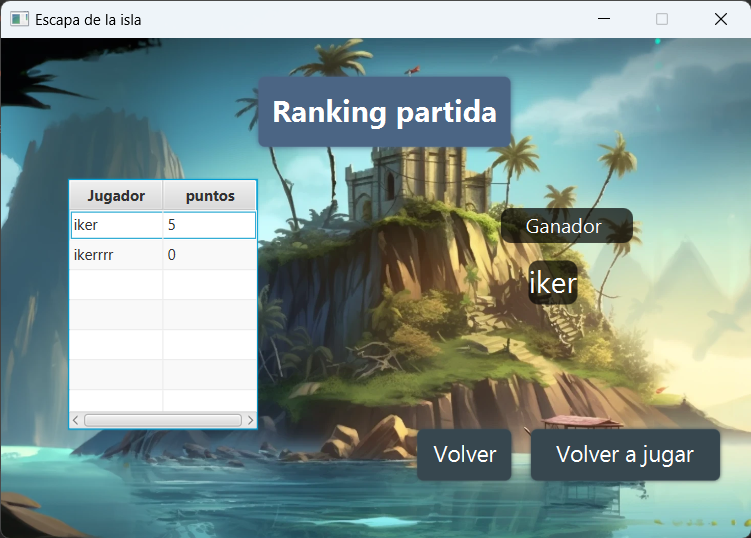 Escapa de la isla
Ranking partida
Jugador puntos
iker 5
ikerrrr 0
Ganador
iker
Volver
Volver a jugar